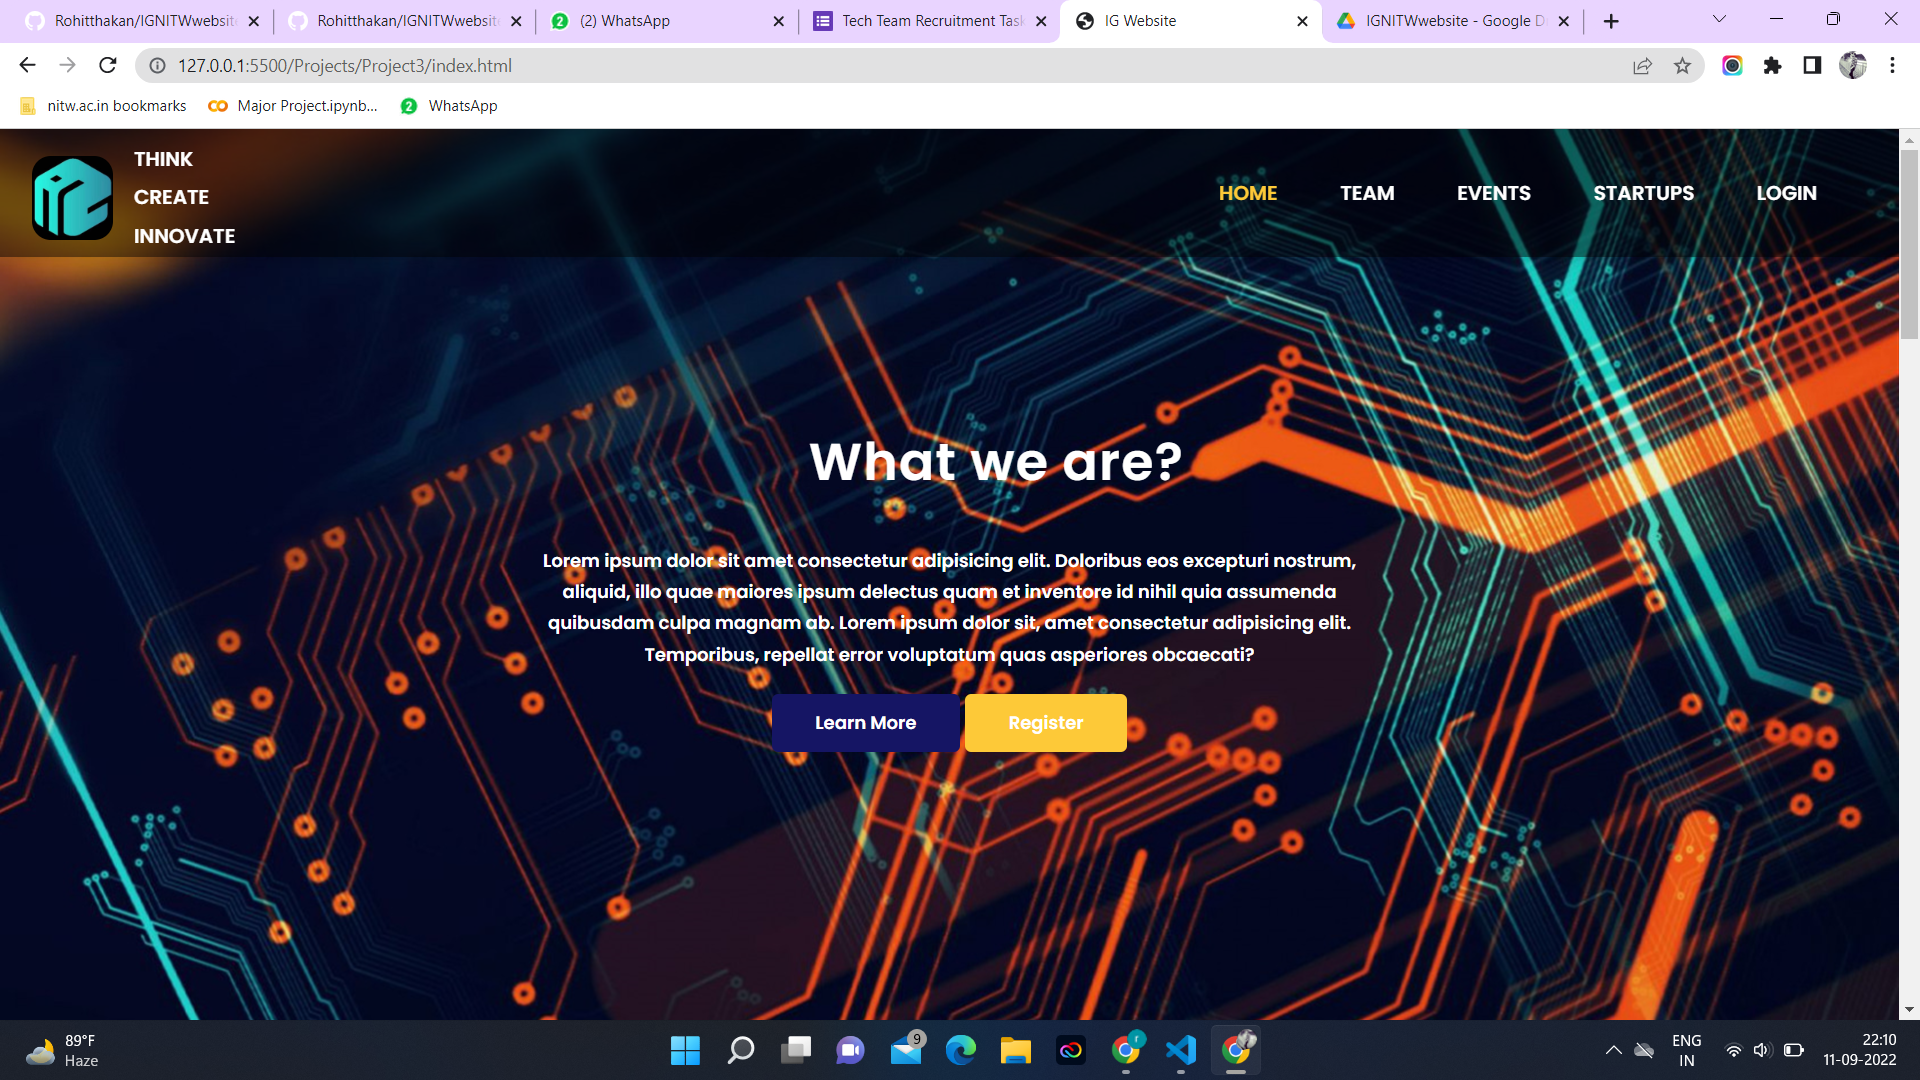 Rohitthakan/IGNITWwebsite
Rohitthakan/IGNITWwebsite
(2) WhatsApp
Tech Team Recruitment Task
IG Website
IGNITWwebsite - Google D
127.0.0.1:5500/Projects/Project3/index.html
nitw.ac.in bookmarks
Major Project.ipynb...
2
WhatsApp
THINK
CREATE
INNOVATE
HOME
TEAM
EVENTS
STARTUPS
LOGIN
What we are?
Lorem ipsum dolor sit amet consectetur adipisicing elit. Doloribus eos excepturi nostrum,
aliquid, illo quae maiores ipsum delectus quam et inventore id nihil quia assumenda
quibusdam culpa magnam ab. Lorem ipsum dolor sit, amet consectetur adipisicing elit.
Temporibus, repellat error voluptatum quas asperiores obcaecati?
Learn More
Register
89°F
Haze
9
r
ENG
IN
22:10
11-09-2022